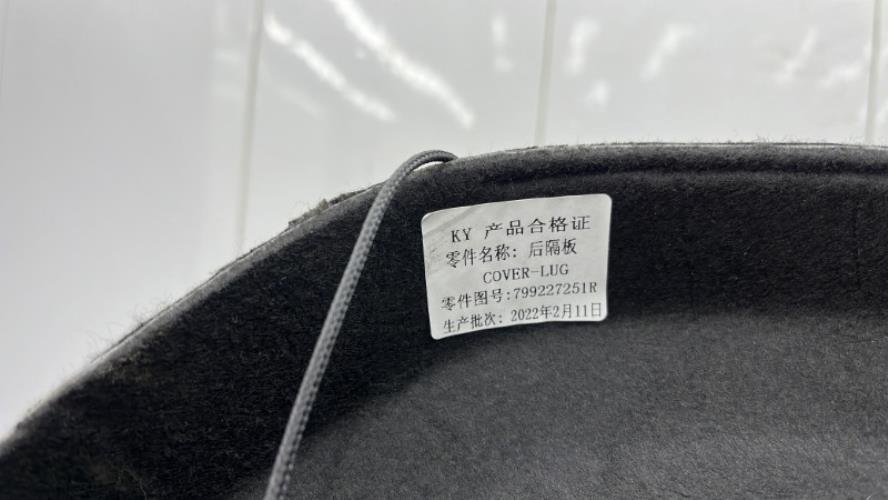 KY 产品合格证
零件名称: 后隔板
COVER-LUG
零件图号:799227251R
生产批次: 2022年2月11日